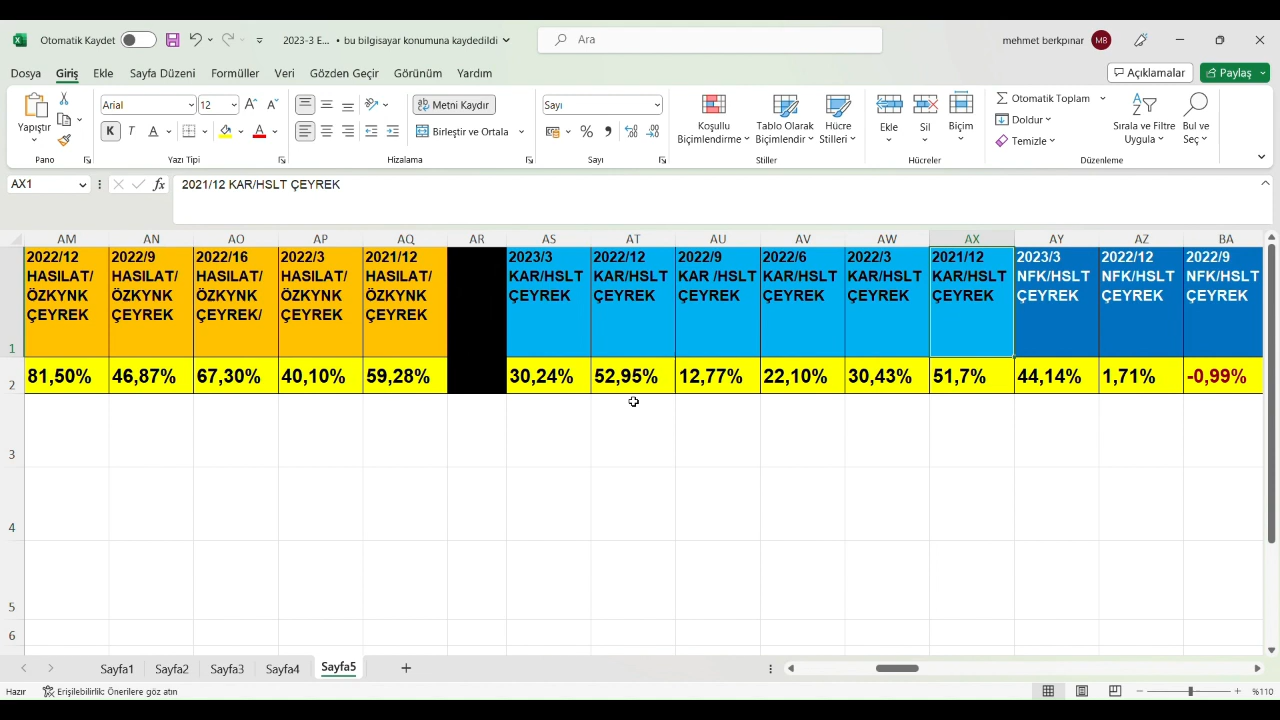 Otomatik Kaydet
2023-3 E... • bu bilgisayar konumuna kaydedildi
Ara
mehmet berkpınar
MB
Dosya Giriş Ekle Sayfa Düzeni Formüller Veri Gözden Geçir Görünüm Yardım
Açıklamalar
Paylaş
Yapıştır
Arial
12
K T A
Metni Kaydır
Birleştir ve Ortala
Sayı
Koşullu Biçimlendirme
Tablo Olarak Biçimlendir
Hücre Stilleri
Ekle
Sil
Biçim
Otomatik Toplam
Doldur
Temizle
Sırala ve Filtre Uygula
Bul ve Seç
Pano
Yazı Tipi
Hizalama
Sayı
Stiller
Hücreler
Düzenleme
AX1
fx
2021/12 KAR/HSLT ÇEYREK
AM AN AO AP AQ AR AS AT AU AV AW AX AY AZ BA
2022/12 2022/9 2022/16 2022/3 2021/12 2023/3 2022/12 2022/9 2022/6 2022/3 2021/12 2023/3 2022/12 2022/9
HASILAT/ HASILAT/ HASILAT/ HASILAT/ HASILAT/ KAR/HSLT KAR/HSLT KAR /HSLT KAR/HSLT KAR/HSLT KAR/HSLT NFK/HSLT NFK/HSLT NFK/HSLT
ÖZKYNK ÖZKYNK ÖZKYNK ÖZKYNK ÖZKYNK ÇEYREK ÇEYREK ÇEYREK ÇEYREK ÇEYREK ÇEYREK ÇEYREK ÇEYREK ÇEYREK
ÇEYREK ÇEYREK ÇEYREK/ ÇEYREK ÇEYREK
1
2 81,50% 46,87% 67,30% 40,10% 59,28% 30,24% 52,95% 12,77% 22,10% 30,43% 51,7% 44,14% 1,71% -0,99%
3
4
5
6
Sayfa1 Sayfa2 Sayfa3 Sayfa4 Sayfa5
Hazır
Erişilebilirlik: Önerilere göz atın
%110